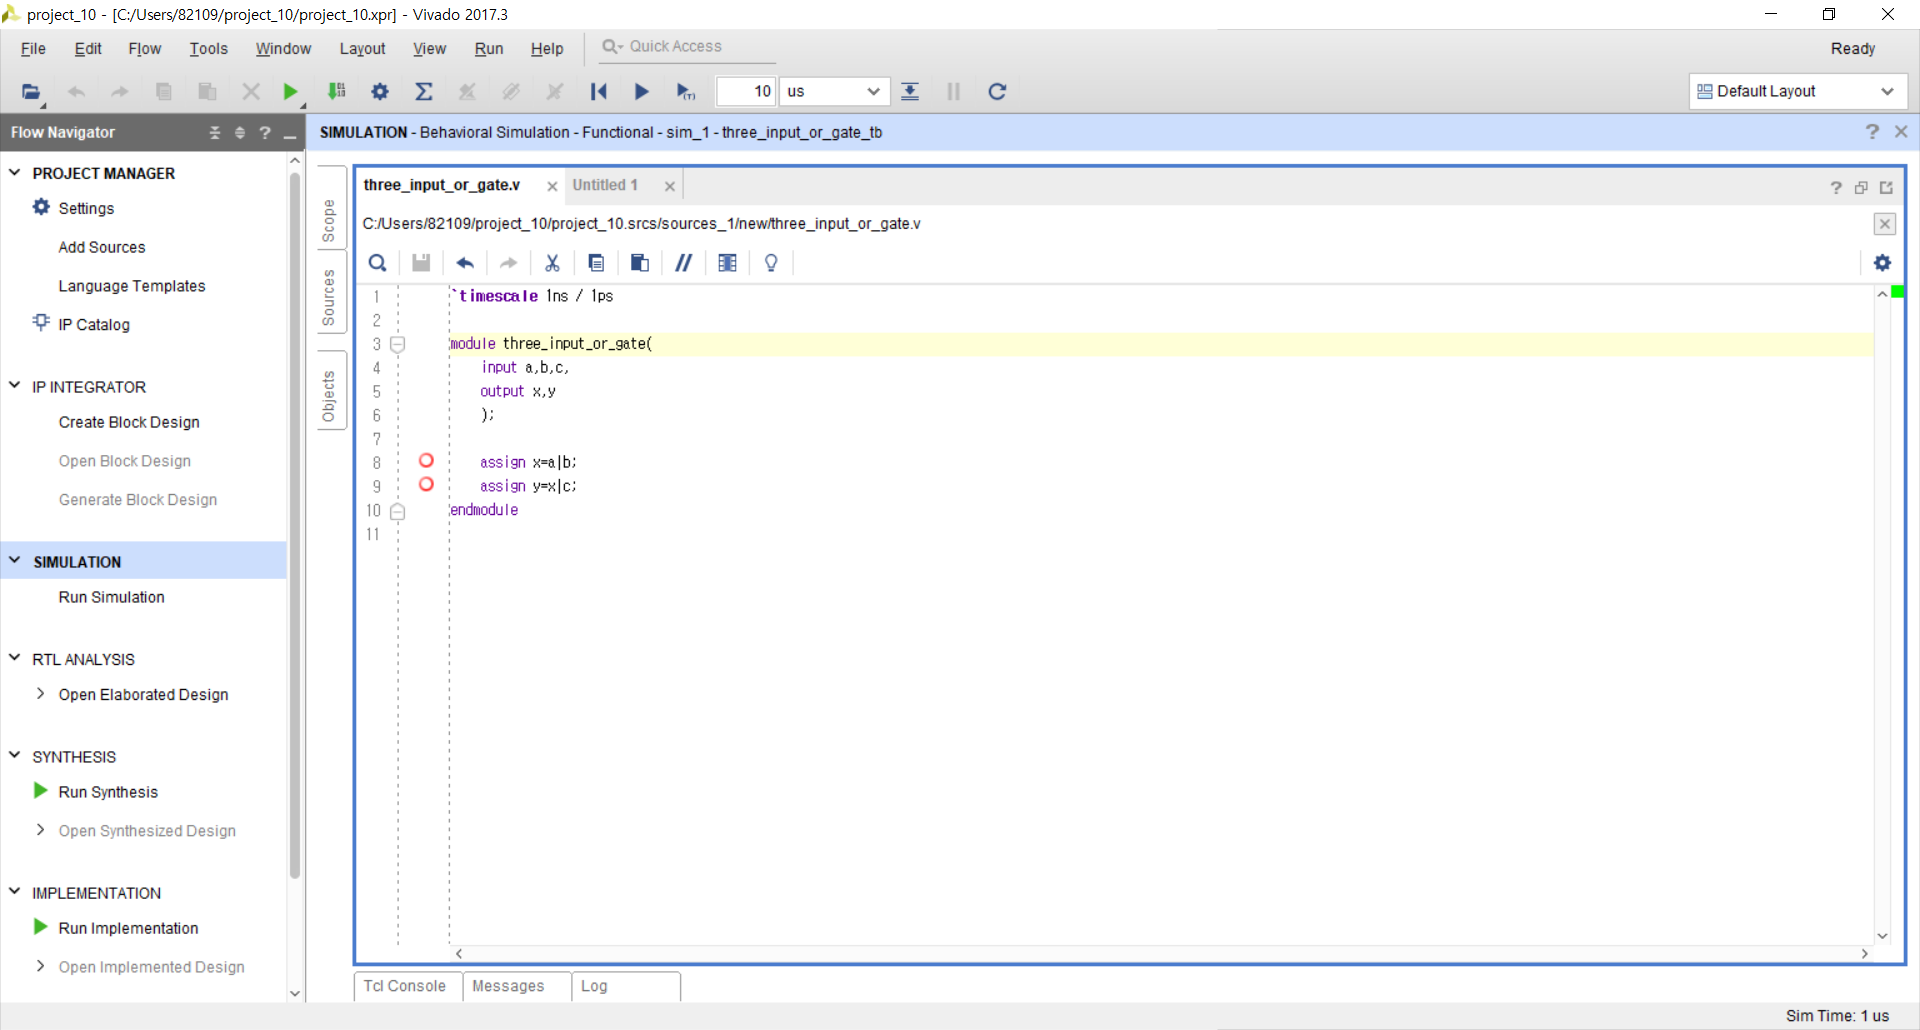 project_10 - [C:/Users/82109/project_10/project_10.xpr] - Vivado 2017.3
File Edit Flow Tools Window Layout View Run Help Quick Access Ready
10 us Default Layout
Flow Navigator
PROJECT MANAGER
Settings
Add Sources
Language Templates
IP Catalog
IP INTEGRATOR
Create Block Design
Open Block Design
Generate Block Design
SIMULATION
Run Simulation
RTL ANALYSIS
Open Elaborated Design
SYNTHESIS
Run Synthesis
Open Synthesized Design
IMPLEMENTATION
Run Implementation
Open Implemented Design
SIMULATION - Behavioral Simulation - Functional - sim_1 - three_input_or_gate_tb
Scope
Sources
Objects
three_input_or_gate.v Untitled 1
C:/Users/82109/project_10/project_10.srcs/sources_1/new/three_input_or_gate.v
1 `timescale 1ns / 1ps
2
3 module three_input_or_gate(
4 input a,b,c,
5 output x,y
6 );
7
8 assign x=a|b;
9 assign y=x|c;
10 endmodule
11
Tcl Console Messages Log
Sim Time: 1 us